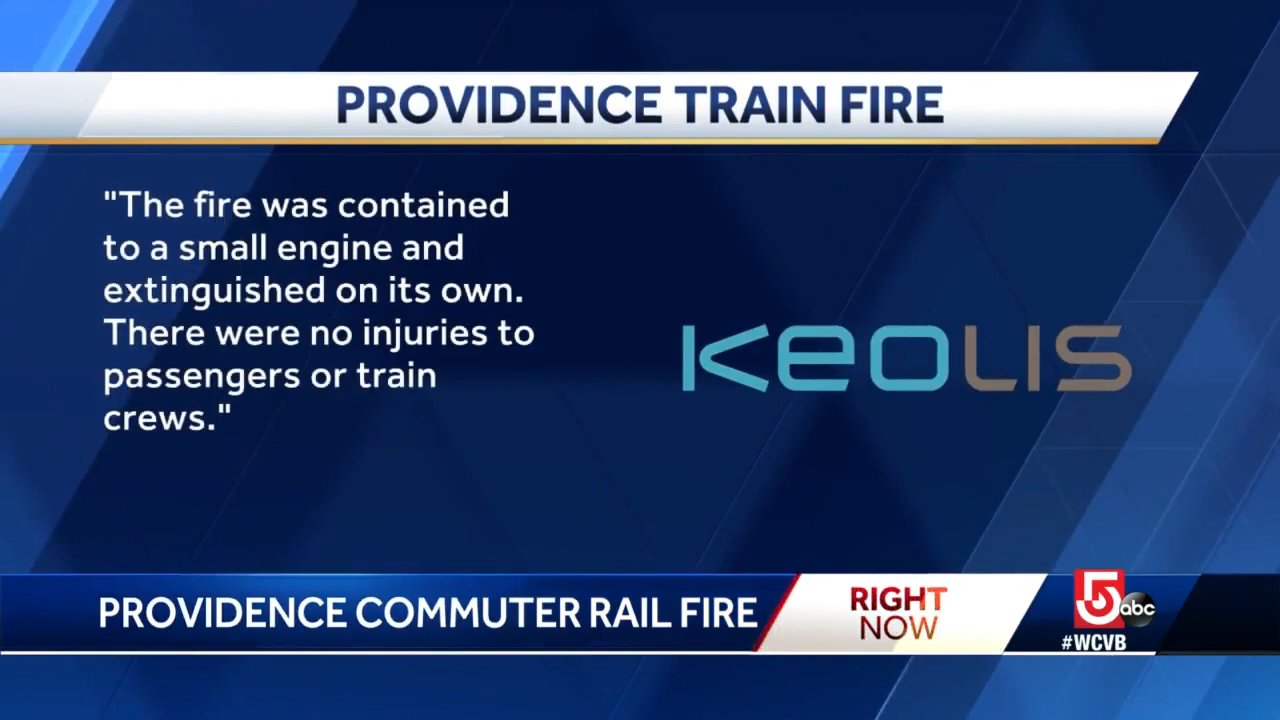 PROVIDENCE TRAIN FIRE
"The fire was contained
to a small engine and
extinguished on its own.
There were no injuries to
passengers or train
crews."
KEOLIS
PROVIDENCE COMMUTER RAIL FIRE
RIGHT
NOW
5
abc
#WCVB